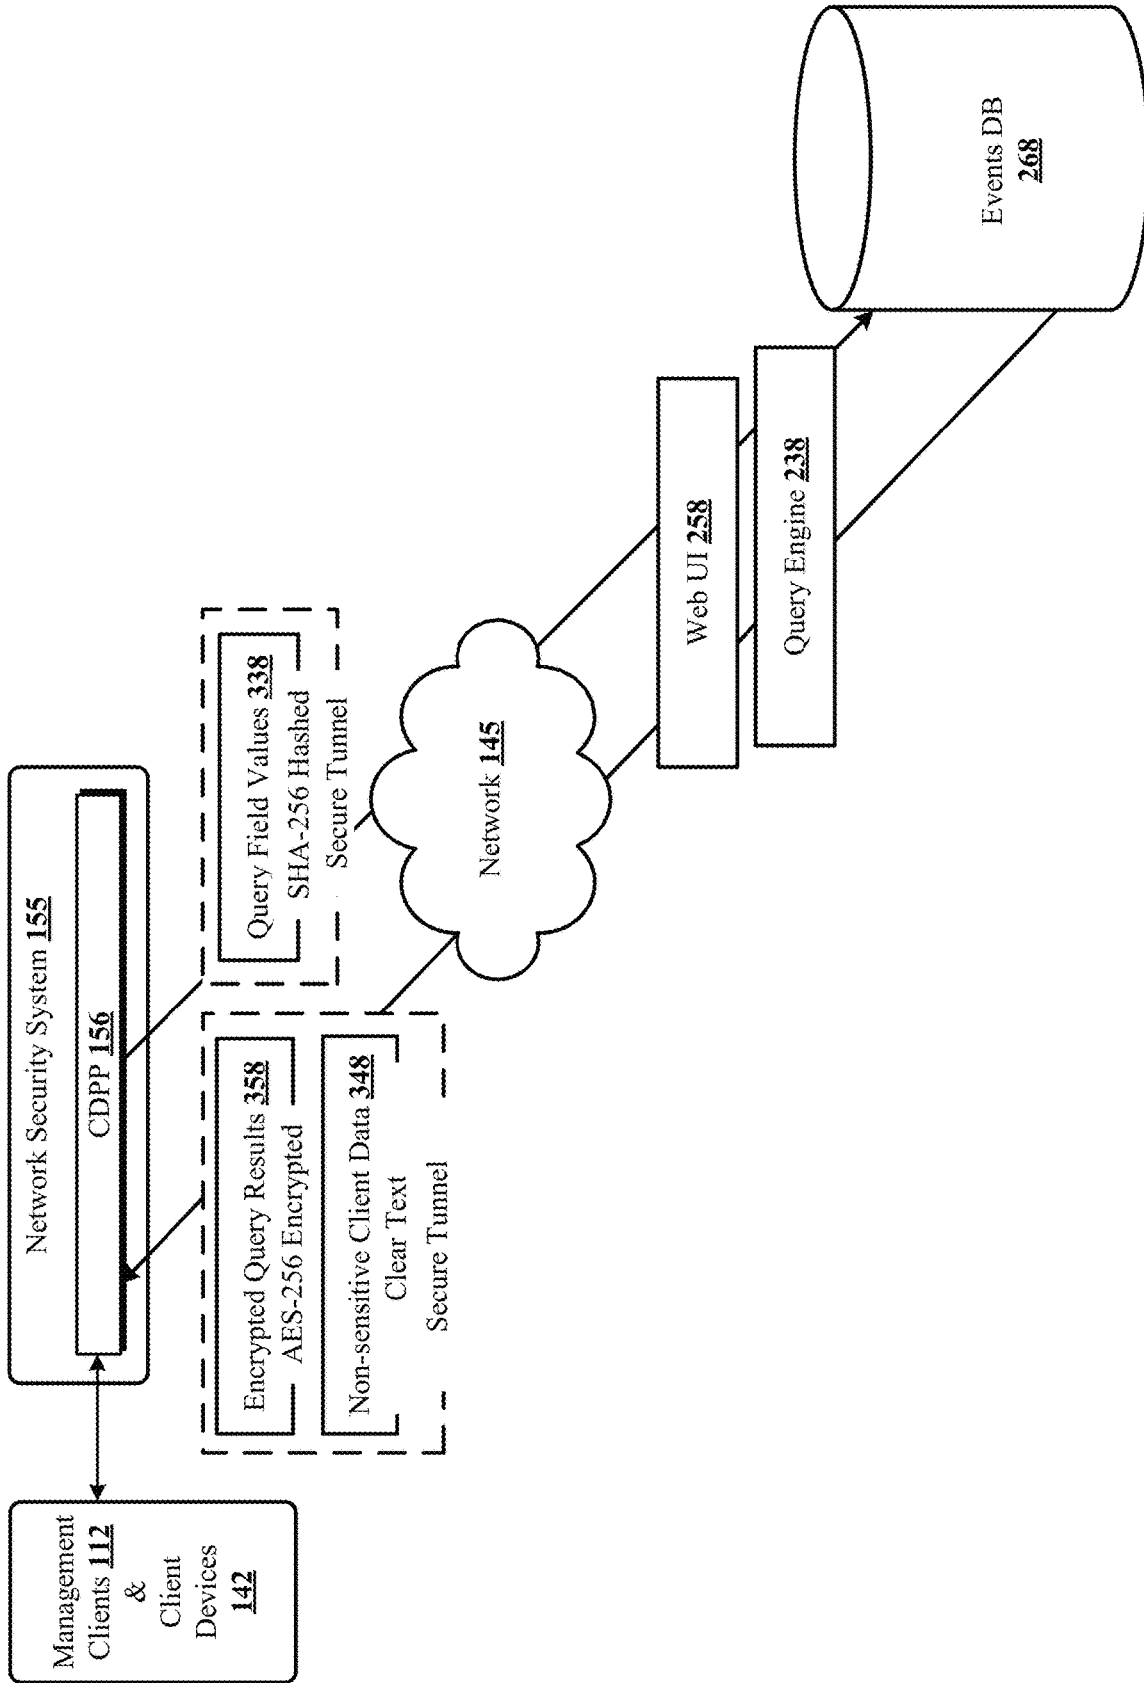 Management
Clients 112
&
Client
Devices
142
Network Security System 155
CDPP 156
Encrypted Query Results 358
AES-256 Encrypted
Non-sensitive Client Data 348
Clear Text
Secure Tunnel
Query Field Values 338
SHA-256 Hashed
Secure Tunnel
Network 145
Web UI 258
Query Engine 238
Events DB
268